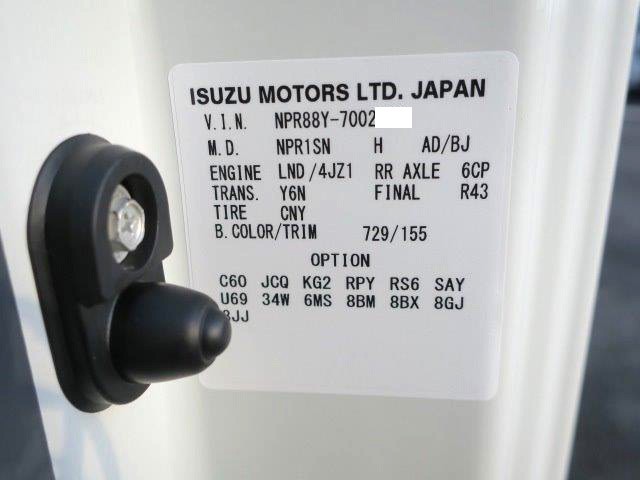 ISUZU MOTORS LTD. JAPAN
V.I.N. NPR88Y-7002
M.D. NPR1SN H AD/BJ
ENGINE LND/4JZ1 RR AXLE 6CP
TRANS. Y6N FINAL R43
TIRE CNY
B.COLOR/TRIM 729/155
OPTION
C60 JCQ KG2 RPY RS6 SAY
U69 34W 6MS 8BM 8BX 8GJ